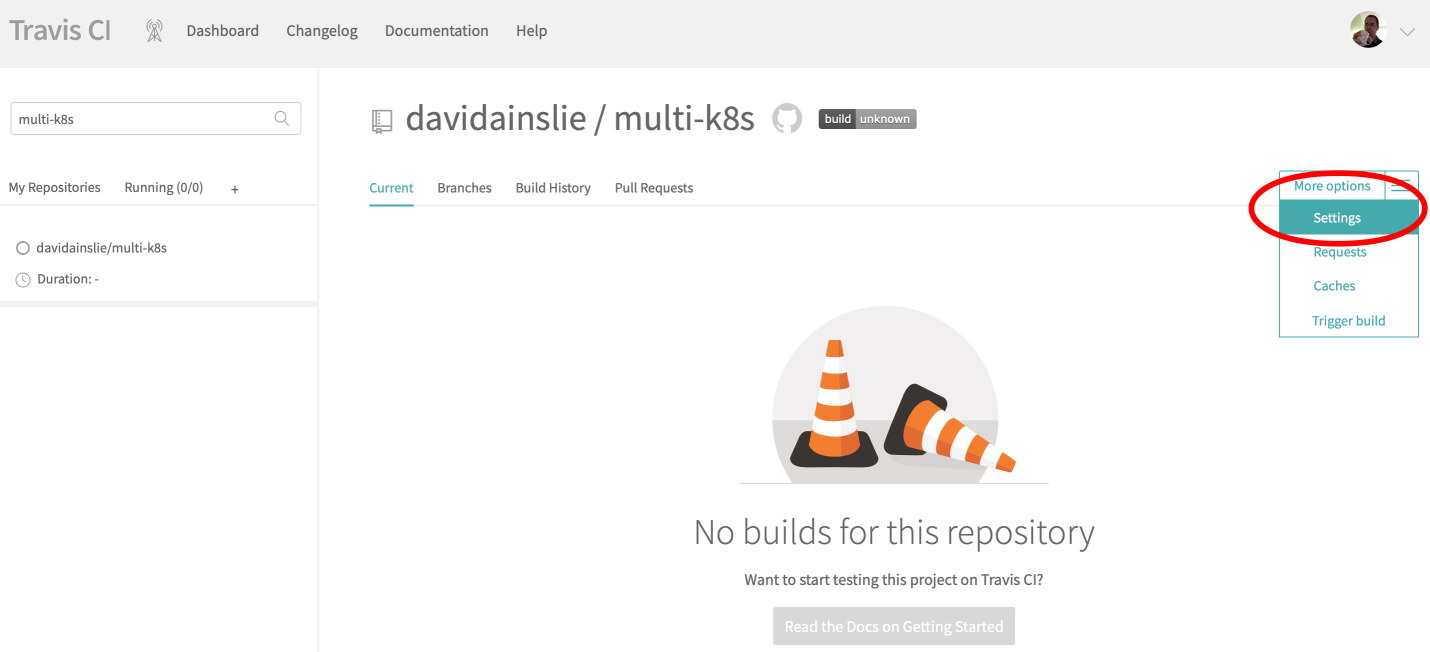 Travis CI
Dashboard
Changelog
Documentation
Help
multi-k8s
My Repositories
Running (0/0)
+
davidainslie/multi-k8s
Duration: -
davidainslie / multi-k8s
build unknown
Current
Branches
Build History
Pull Requests
More options
Settings
Requests
Caches
Trigger build
No builds for this repository
Want to start testing this project on Travis CI?
Read the Docs on Getting Started